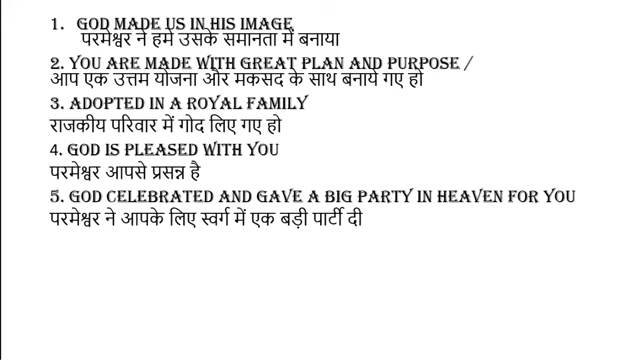 1. GOD MADE US IN HIS IMAGE
परमेश्वर ने हमें उसके समानता में बनाया
2. YOU ARE MADE WITH GREAT PLAN AND PURPOSE /
आप एक उत्तम योजना और मकसद के साथ बनाये गए हो
3. ADOPTED IN A ROYAL FAMILY
राजकीय परिवार में गोद लिए गए हो
4. GOD IS PLEASED WITH YOU
परमेश्वर आपसे प्रसन्न है
5. GOD CELEBRATED AND GAVE A BIG PARTY IN HEAVEN FOR YOU
परमेश्वर ने आपके लिए स्वर्ग में एक बड़ी पार्टी दी